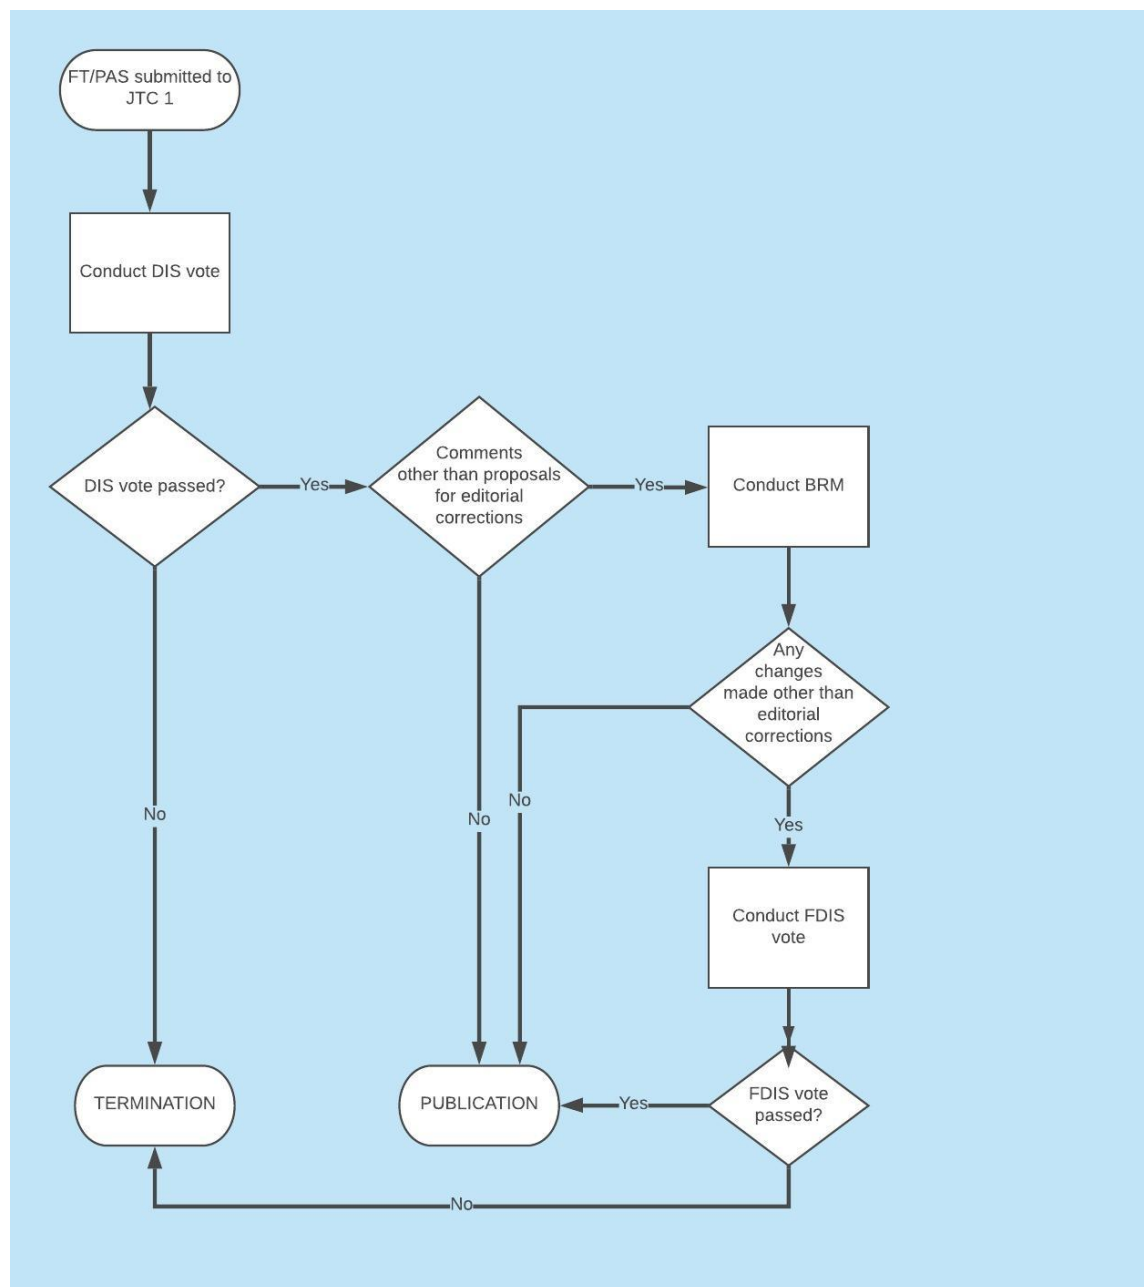 FT/PAS submitted to
JTC 1
Conduct DIS vote
DIS vote passed?
Yes
Comments
other than proposals
for editorial
corrections
Yes
Conduct BRM
Any
changes
made other than
editorial
corrections
No
No
No
Yes
Conduct FDIS
vote
TERMINATION
PUBLICATION
Yes
FDIS vote
passed?
No